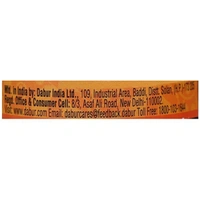 Mfd. in India by: Dabur India Ltd., 109, Industrial Area, Baddi, Distt. Solan, H.P.
Regd. Office & Consumer Cell: 8/3, Asaf Ali Road, New Delhi-110002.
www.dabur.com, Email: daburcares@feedback.dabur Toll Free: 1800-103-1644